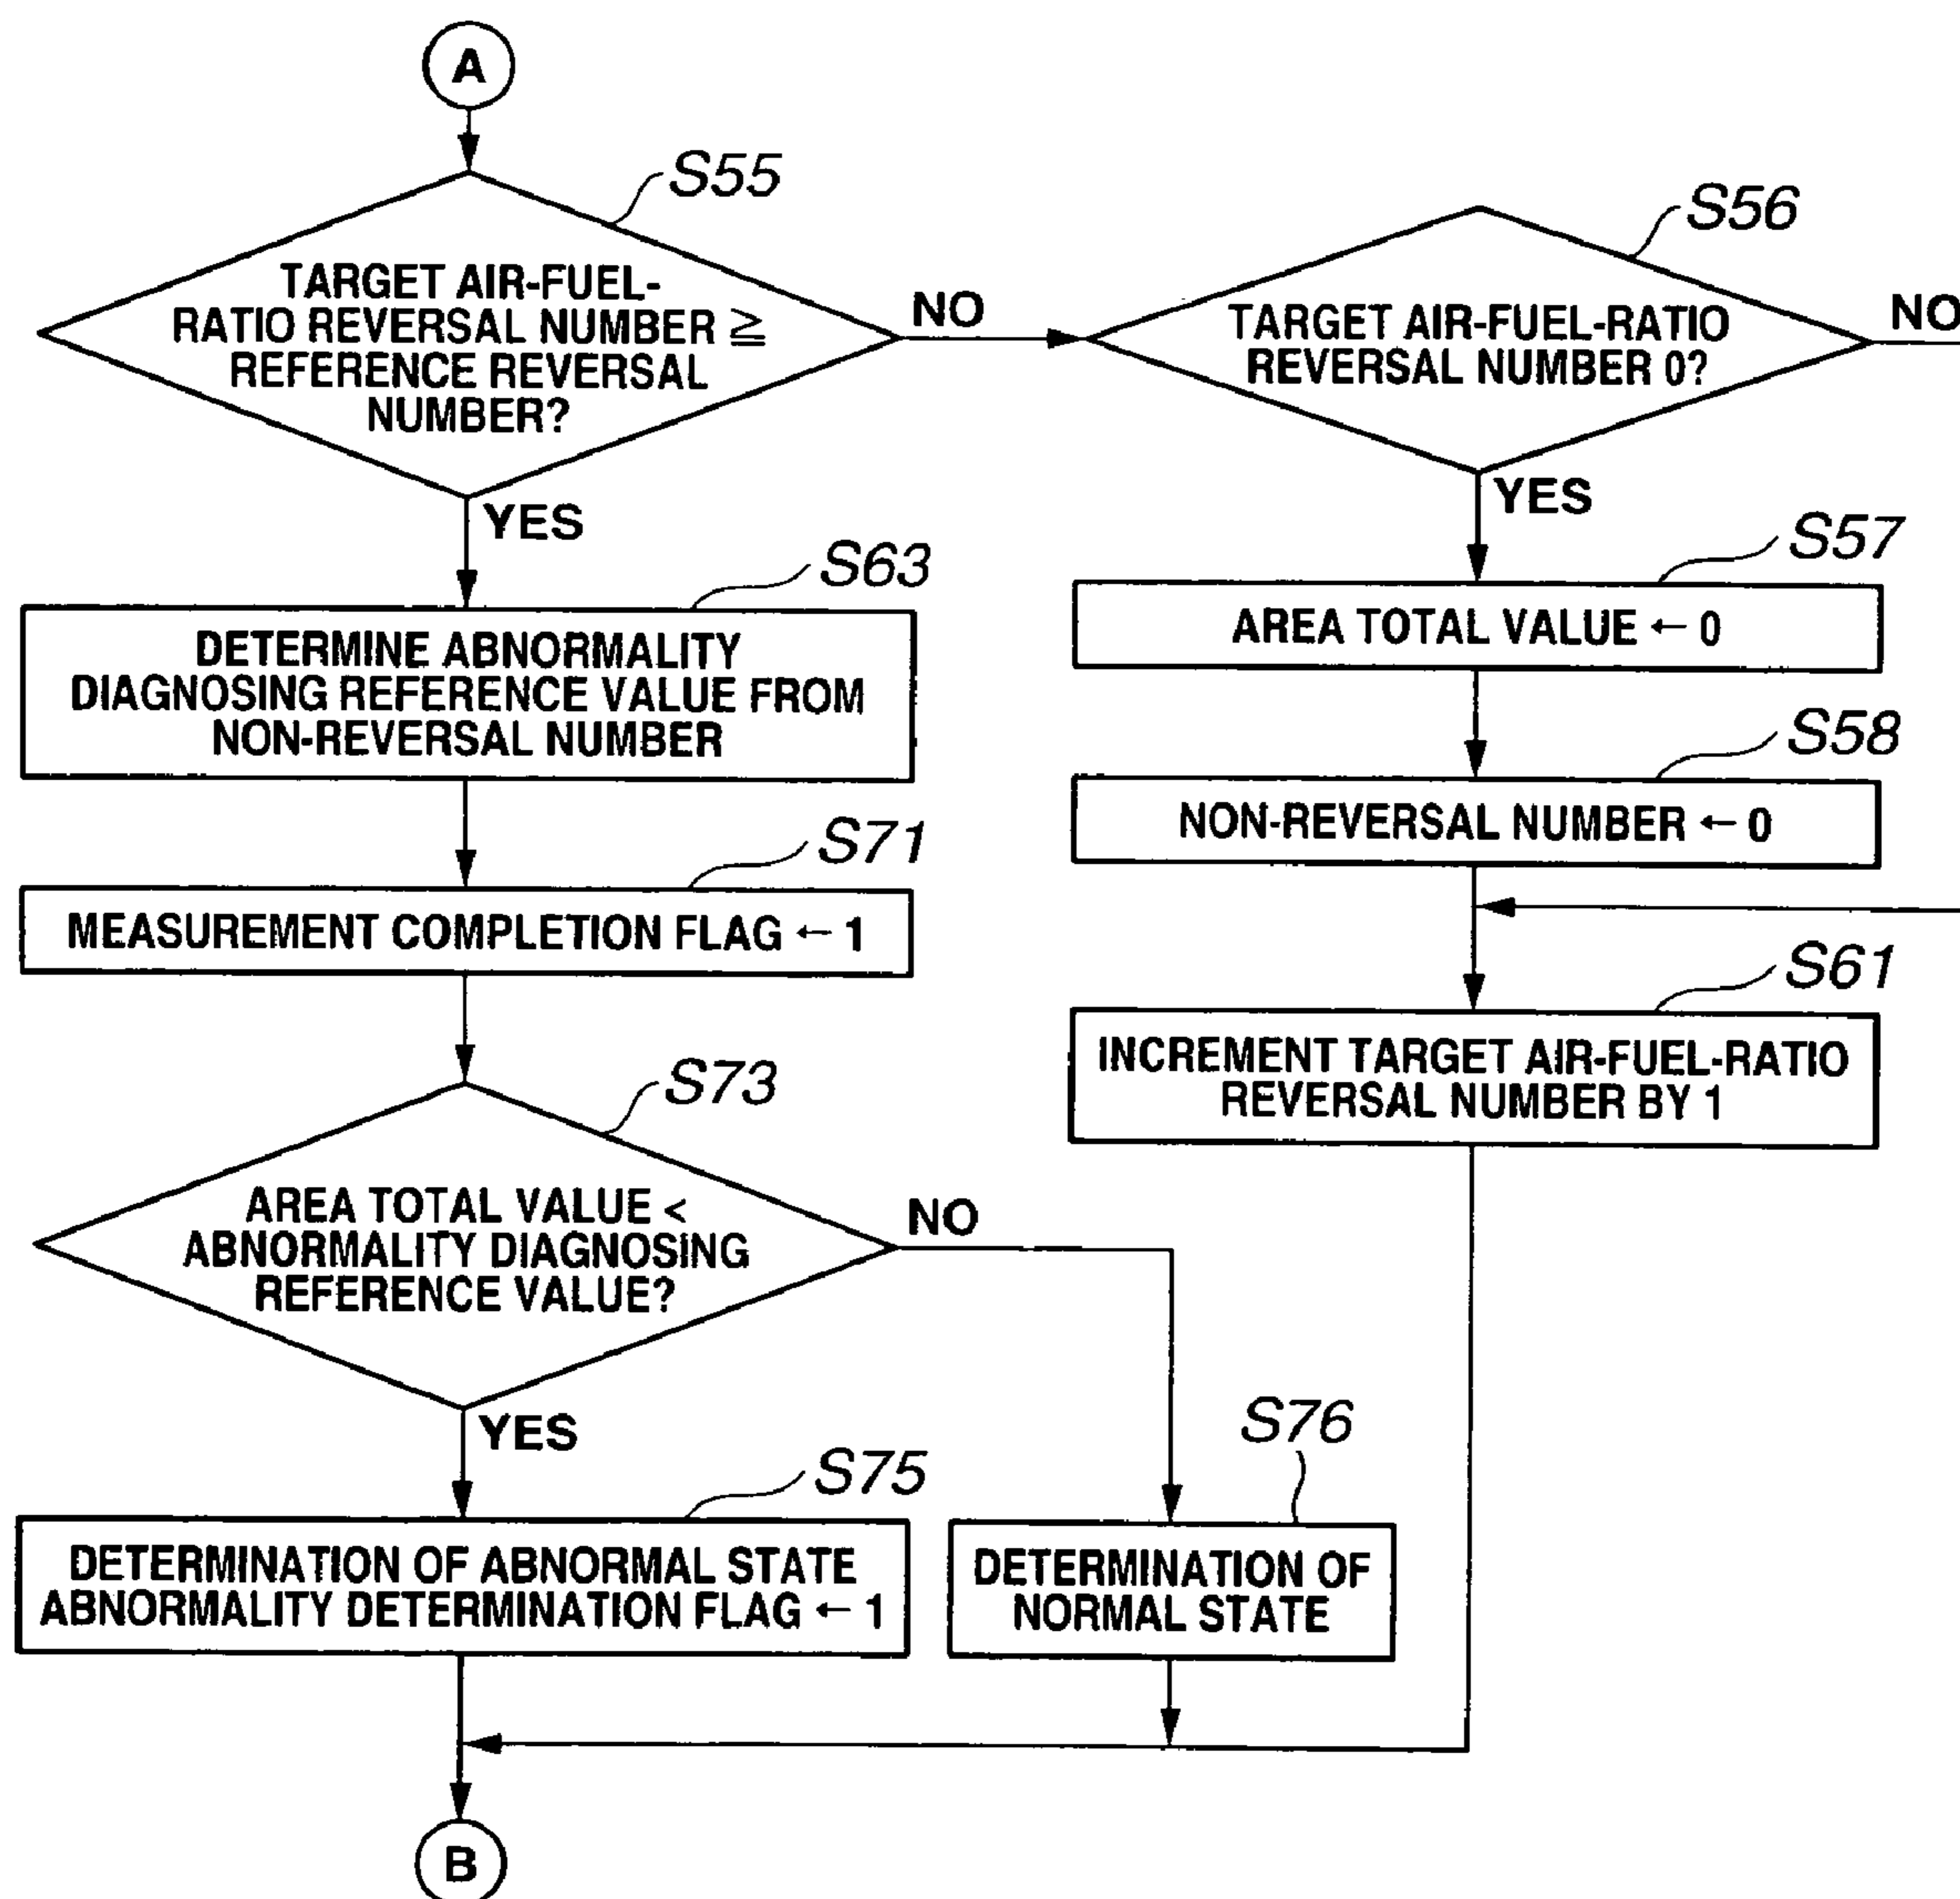 A
S55
TARGET AIR-FUEL-
RATIO REVERSAL NUMBER ≧
REFERENCE REVERSAL
NUMBER?
NO
YES
S56
TARGET AIR-FUEL-RATIO
REVERSAL NUMBER 0?
NO
YES
S57
AREA TOTAL VALUE ← 0
S58
NON-REVERSAL NUMBER ← 0
S61
INCREMENT TARGET AIR-FUEL-RATIO
REVERSAL NUMBER BY 1
S63
DETERMINE ABNORMALITY
DIAGNOSING REFERENCE VALUE FROM
NON-REVERSAL NUMBER
S71
MEASUREMENT COMPLETION FLAG ← 1
S73
AREA TOTAL VALUE <
ABNORMALITY DIAGNOSING
REFERENCE VALUE?
NO
YES
S75
DETERMINATION OF ABNORMAL STATE
ABNORMALITY DETERMINATION FLAG ← 1
S76
DETERMINATION OF
NORMAL STATE
B